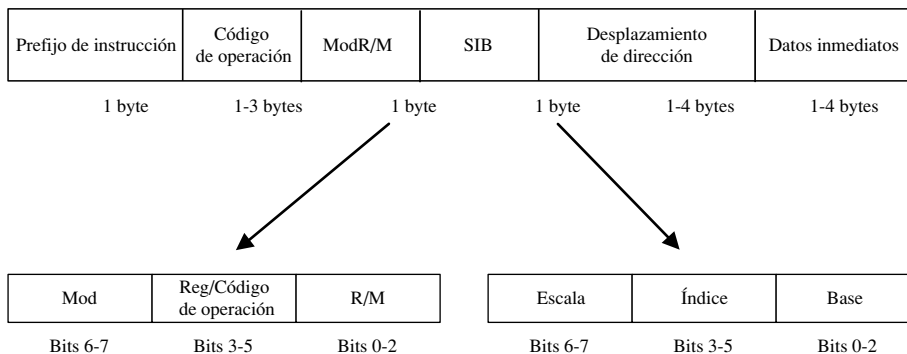 Prefijo de instrucción
Código
de operación
ModR/M
SIB
Desplazamiento
de dirección
Datos inmediatos
1 byte
1-3 bytes
1 byte
1 byte
1-4 bytes
1-4 bytes
Mod
Reg/Código
de operación
R/M
Escala
Índice
Base
Bits 6-7
Bits 3-5
Bits 0-2
Bits 6-7
Bits 3-5
Bits 0-2